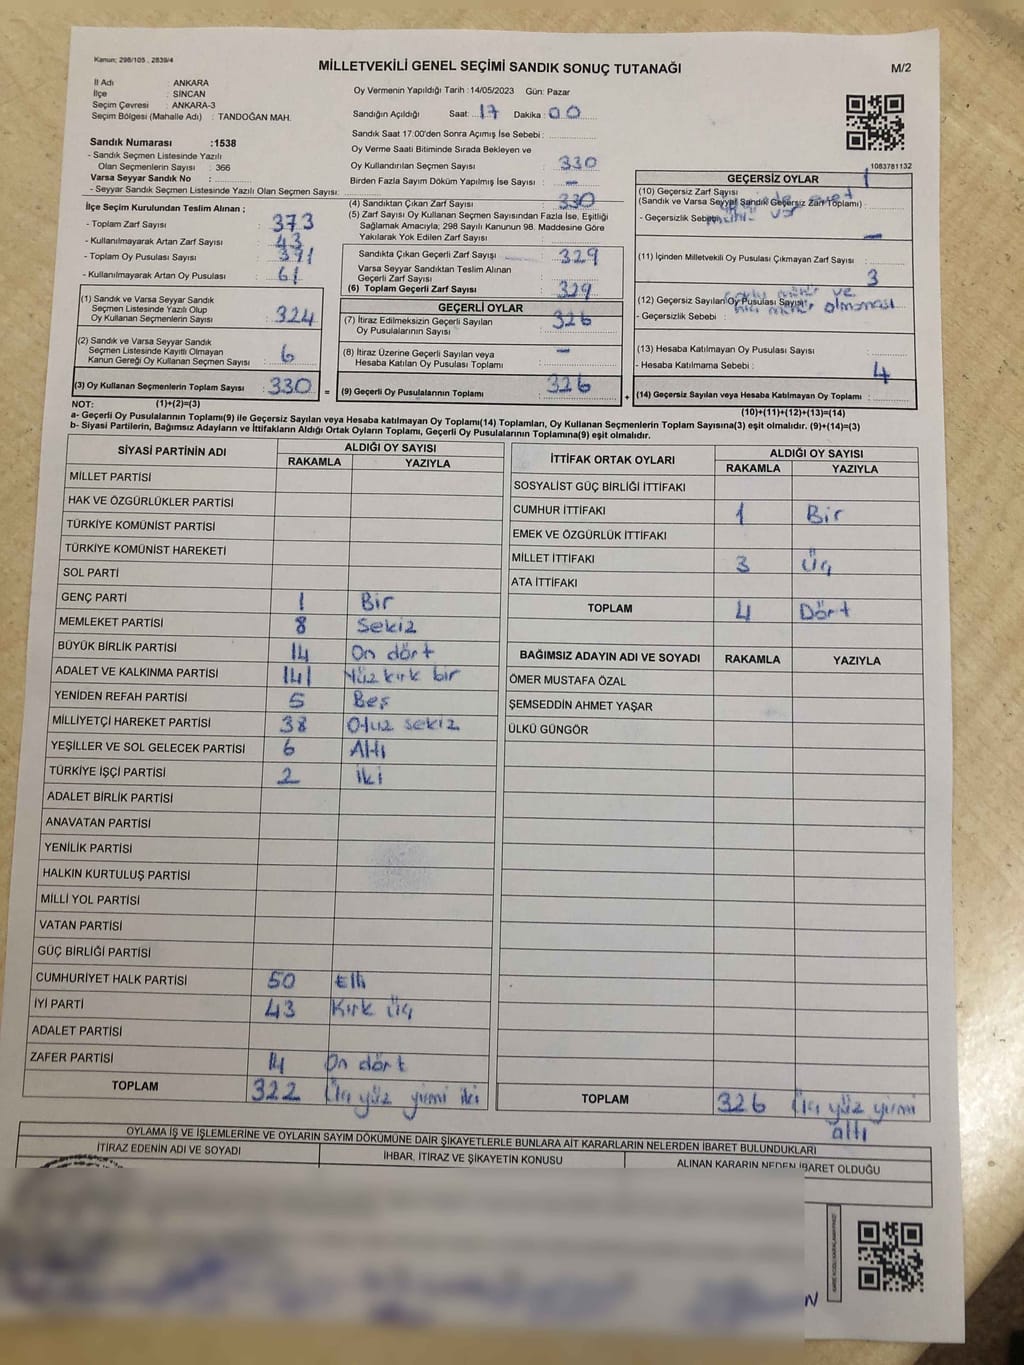 Kanun; 298/105 , 2839/4
MİLLETVEKİLİ GENEL SEÇİMİ SANDIK SONUÇ TUTANAĞI
M/2
İl Adı : ANKARA
İlçe : SİNCAN
Seçim Çevresi : ANKARA-3
Seçim Bölgesi (Mahalle Adı) : TANDOĞAN MAH.
Oy Vermenin Yapıldığı Tarih :14/05/2023 Gün: Pazar
Sandığın Açıldığı Saat: 17 Dakika: 00
Sandık Saat 17:00'den Sonra Açımış İse Sebebi :
Sandık Numarası :1538
- Sandık Seçmen Listesinde Yazılı
Olan Seçmenlerin Sayısı : 366
Varsa Seyyar Sandık No :
- Seyyar Sandık Seçmen Listesinde Yazılı Olan Seçmen Sayısı:
Oy Verme Saati Bitiminde Sırada Bekleyen ve
Oy Kullandırılan Seçmen Sayısı : 330
Birden Fazla Sayım Döküm Yapılmış İse Sayısı : —
1083781132
İlçe Seçim Kurulundan Teslim Alınan ;
- Toplam Zarf Sayısı : 373
- Kullanılmayarak Artan Zarf Sayısı : 43
- Toplam Oy Pusulası Sayısı : 391
- Kullanılmayarak Artan Oy Pusulası : 61
(1) Sandık ve Varsa Seyyar Sandık
Seçmen Listesinde Yazılı Olup
Oy Kullanan Seçmenlerin Sayısı : 324
(2) Sandık ve Varsa Seyyar Sandık
Seçmen Listesinde Kayıtlı Olmayan
Kanun Gereği Oy Kullanan Seçmen Sayısı : 6
(3) Oy Kullanan Seçmenlerin Toplam Sayısı : 330 =
(4) Sandıktan Çıkan Zarf Sayısı : 330
(5) Zarf Sayısı Oy Kullanan Seçmen Sayısından Fazla İse, Eşitliği
Sağlamak Amacıyla; 298 Sayılı Kanunun 98. Maddesine Göre
Yakılarak Yok Edilen Zarf Sayısı :
Sandıkta Çıkan Geçerli Zarf Sayısı : 329
Varsa Seyyar Sandıktan Teslim Alınan
Geçerli Zarf Sayısı :
(6) Toplam Geçerli Zarf Sayısı : 329
GEÇERLİ OYLAR
(7) İtiraz Edilmeksizin Geçerli Sayılan
Oy Pusulalarının Sayısı : 326
(8) İtiraz Üzerine Geçerli Sayılan veya
Hesaba Katılan Oy Pusulası Toplamı : —
(9) Geçerli Oy Pusulalarının Toplamı : 326 +
GEÇERSİZ OYLAR
(10) Geçersiz Zarf Sayısı 1
(Sandık ve Varsa Seyyar Sandık Geçersiz Zarf Toplamı) :
- Geçersizlik Sebebi : evet
(11) İçinden Milletvekili Oy Pusulası Çıkmayan Zarf Sayısı : —
(12) Geçersiz Sayılan Oy Pusulası Sayısı : 3
- Geçersizlik Sebebi : mühür ve
hiç mühür olmaması
(13) Hesaba Katılmayan Oy Pusulası Sayısı :
- Hesaba Katılmama Sebebi :
(14) Geçersiz Sayılan veya Hesaba Katılmayan Oy Toplamı : 4
NOT: (1)+(2)=(3)
(10)+(11)+(12)+(13)=(14)
a- Geçerli Oy Pusulalarının Toplamı(9) ile Geçersiz Sayılan veya Hesaba katılmayan Oy Toplamı(14) Toplamları, Oy Kullanan Seçmenlerin Toplam Sayısına(3) eşit olmalıdır. (9)+(14)=(3)
b- Siyasi Partilerin, Bağımsız Adayların ve İttifakların Aldığı Ortak Oyların Toplamı, Geçerli Oy Pusulalarının Toplamına(9) eşit olmalıdır.
SİYASİ PARTİNİN ADI ALDIĞI OY SAYISI
RAKAMLA YAZIYLA
MİLLET PARTİSİ
HAK VE ÖZGÜRLÜKLER PARTİSİ
TÜRKİYE KOMÜNİST PARTİSİ
TÜRKİYE KOMÜNİST HAREKETİ
SOL PARTİ
GENÇ PARTİ 1 Bir
MEMLEKET PARTİSİ 8 Sekiz
BÜYÜK BİRLİK PARTİSİ 14 On dört
ADALET VE KALKINMA PARTİSİ 141 Yüz kırk bir
YENİDEN REFAH PARTİSİ 5 Beş
MİLLİYETÇİ HAREKET PARTİSİ 38 Otuz sekiz
YEŞİLLER VE SOL GELECEK PARTİSİ 6 Altı
TÜRKİYE İŞÇİ PARTİSİ 2 iki
ADALET BİRLİK PARTİSİ
ANAVATAN PARTİSİ
YENİLİK PARTİSİ
HALKIN KURTULUŞ PARTİSİ
MİLLİ YOL PARTİSİ
VATAN PARTİSİ
GÜÇ BİRLİĞİ PARTİSİ
CUMHURİYET HALK PARTİSİ 50 Elli
İYİ PARTİ 43 Kırk Üç
ADALET PARTİSİ
ZAFER PARTİSİ 14 On dört
TOPLAM 322 Üç yüz yirmi iki
İTTİFAK ORTAK OYLARI ALDIĞI OY SAYISI
RAKAMLA YAZIYLA
SOSYALİST GÜÇ BİRLİĞİ İTTİFAKI
CUMHUR İTTİFAKI 1 Bir
EMEK VE ÖZGÜRLÜK İTTİFAKI
MİLLET İTTİFAKI 3 Üç
ATA İTTİFAKI
TOPLAM 4 Dört
BAĞIMSIZ ADAYIN ADI VE SOYADI RAKAMLA YAZIYLA
ÖMER MUSTAFA ÖZAL
ŞEMSEDDİN AHMET YAŞAR
ÜLKÜ GÜNGÖR
TOPLAM 326 Üç yüz yirmi
altı
OYLAMA İŞ VE İŞLEMLERİNE VE OYLARIN SAYIM DÖKÜMÜNE DAİR ŞİKAYETLERLE BUNLARA AİT KARARLARIN NELERDEN İBARET BULUNDUKLARI
İTİRAZ EDENİN ADI VE SOYADI İHBAR, İTİRAZ VE ŞİKAYETİN KONUSU ALINAN KARARIN NEDEN İBARET OLDUĞU